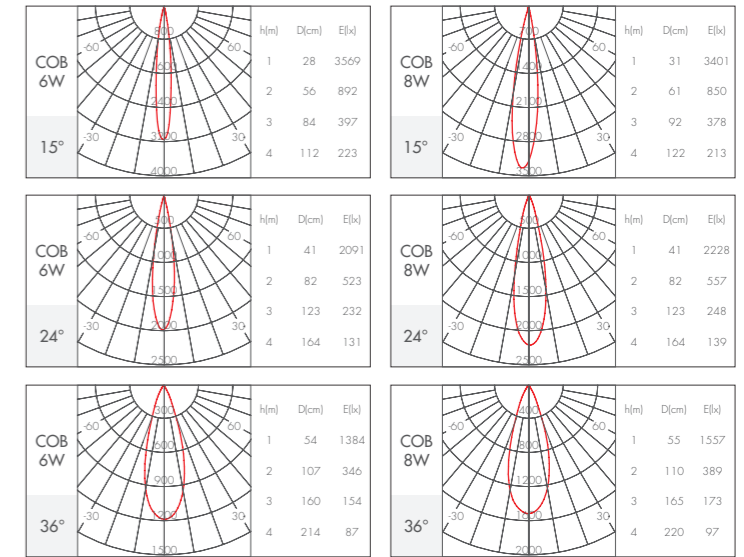 COB
6W
15°
-60
60
-30
30
800
1600
2400
3200
4000
h(m) D(cm) E(lx)
1 28 3569
2 56 892
3 84 397
4 112 223
COB
8W
15°
-60
60
-30
30
700
1400
2100
2800
3500
h(m) D(cm) E(lx)
1 31 3401
2 61 850
3 92 378
4 122 213
COB
6W
24°
-60
60
-30
30
500
1000
1500
2000
2500
h(m) D(cm) E(lx)
1 41 2091
2 82 523
3 123 232
4 164 131
COB
8W
24°
-60
60
-30
30
500
1000
1500
2000
2500
h(m) D(cm) E(lx)
1 41 2228
2 82 557
3 123 248
4 164 139
COB
6W
36°
-60
60
-30
30
300
600
900
1200
1500
h(m) D(cm) E(lx)
1 54 1384
2 107 346
3 160 154
4 214 87
COB
8W
36°
-60
60
-30
30
400
800
1200
1600
2000
h(m) D(cm) E(lx)
1 55 1557
2 110 389
3 165 173
4 220 97